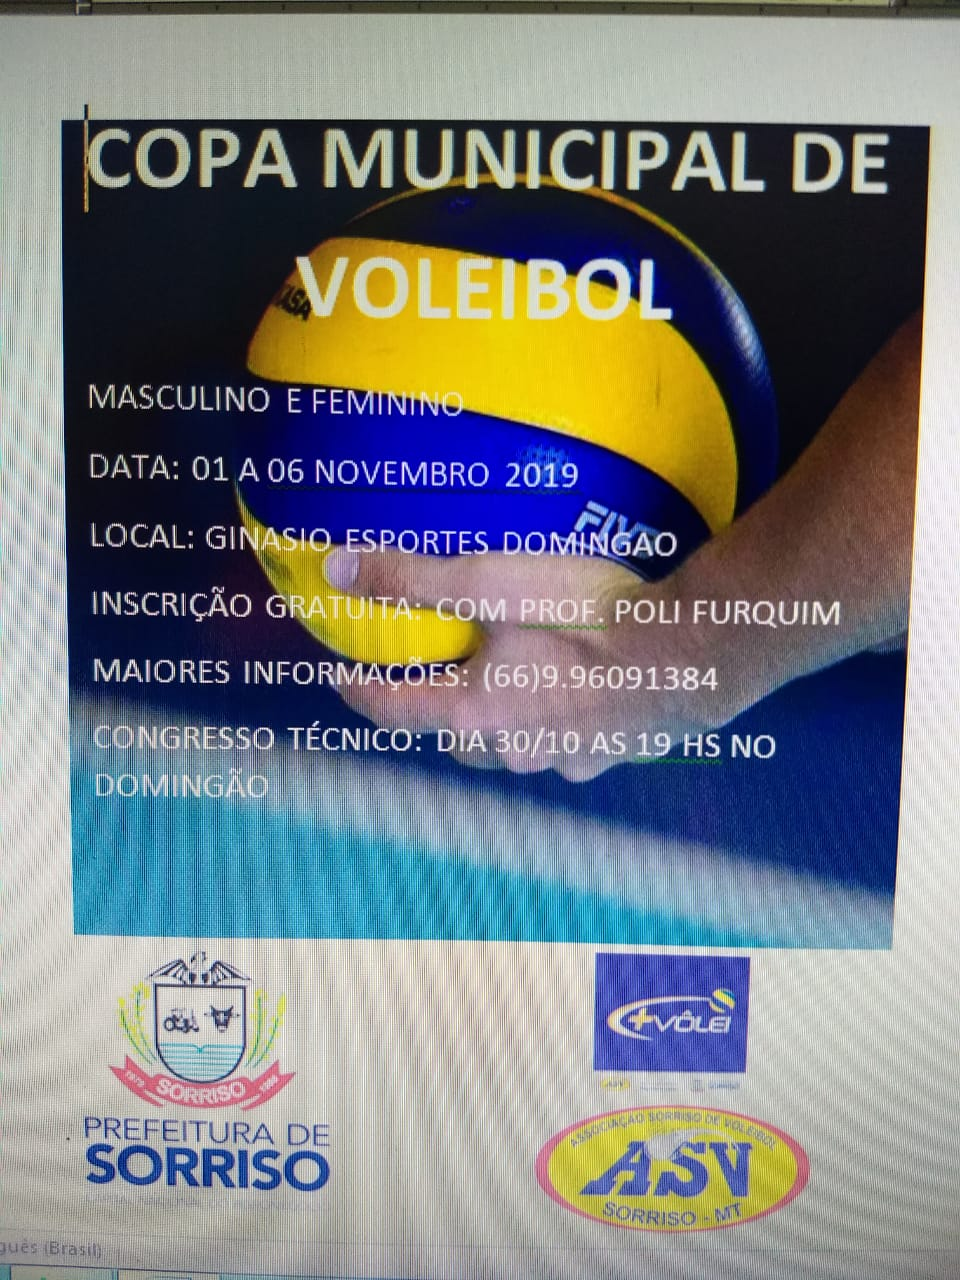 COPA MUNICIPAL DE
VOLEIBOL
MASCULINO E FEMININO
DATA: 01 A 06 NOVEMBRO 2019
LOCAL: GINASIO ESPORTES DOMINGAO
INSCRIÇÃO GRATUITA: COM PROF. POLI FURQUIM
MAIORES INFORMAÇÕES: (66)9.96091384
CONGRESSO TÉCNICO: DIA 30/10 AS 19 HS NO
DOMINGÃO
SORRISO
PREFEITURA DE
SORRISO
+VÔLEI
ASSOCIAÇÃO SORRISO DE VOLEIBOL
ASV
SORRISO - MT
guês (Brasil)